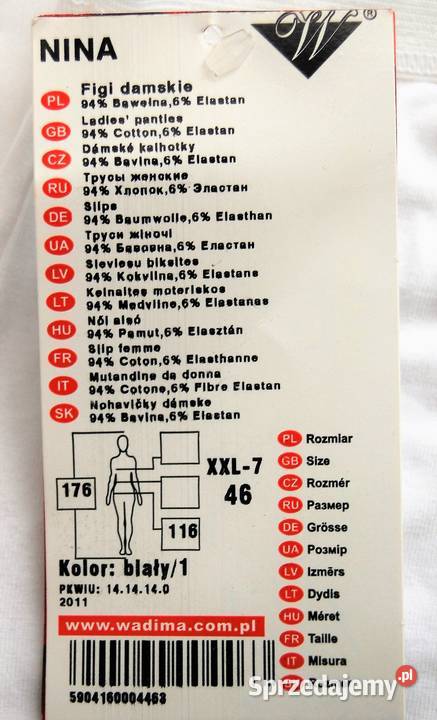 NINA
W®
PL Figi damskie
94% Bawełna,6% Elastan
GB Ladies' panties
94% Cotton,6% Elastan
CZ Dámské kalhotky
94% Bavlna,6% Elastan
RU Трусы женские
94% Хлопок,6% Эластан
DE Slips
94% Baumwolle,6% Elasthan
UA Труси жіночі
94% Бавовна,6% Еластан
LV Sieviesu biksites
94% Kokvilna,6% Elastans
LT Kelnaites moteriskos
94% Medvilne,6% Elastanas
HU Női alsó
94% Pamut,6% Elasztán
FR Slip femme
94% Coton,6% Elasthanne
IT Mutandine da donna
94% Cotone,6% Fibre Elastan
SK Nohavičky dámske
94% Bavlna,6% Elastan
176
116
XXL-7
46
Kolor: biały/1
PKWIU: 14.14.14.0
2011
www.wadima.com.pl
5904160004463
PL Rozmiar
GB Size
CZ Rozměr
RU Размер
DE Grösse
UA Розмір
LV Izmērs
LT Dydis
HU Méret
FR Taille
IT Misura
Sprzedajemy.pl